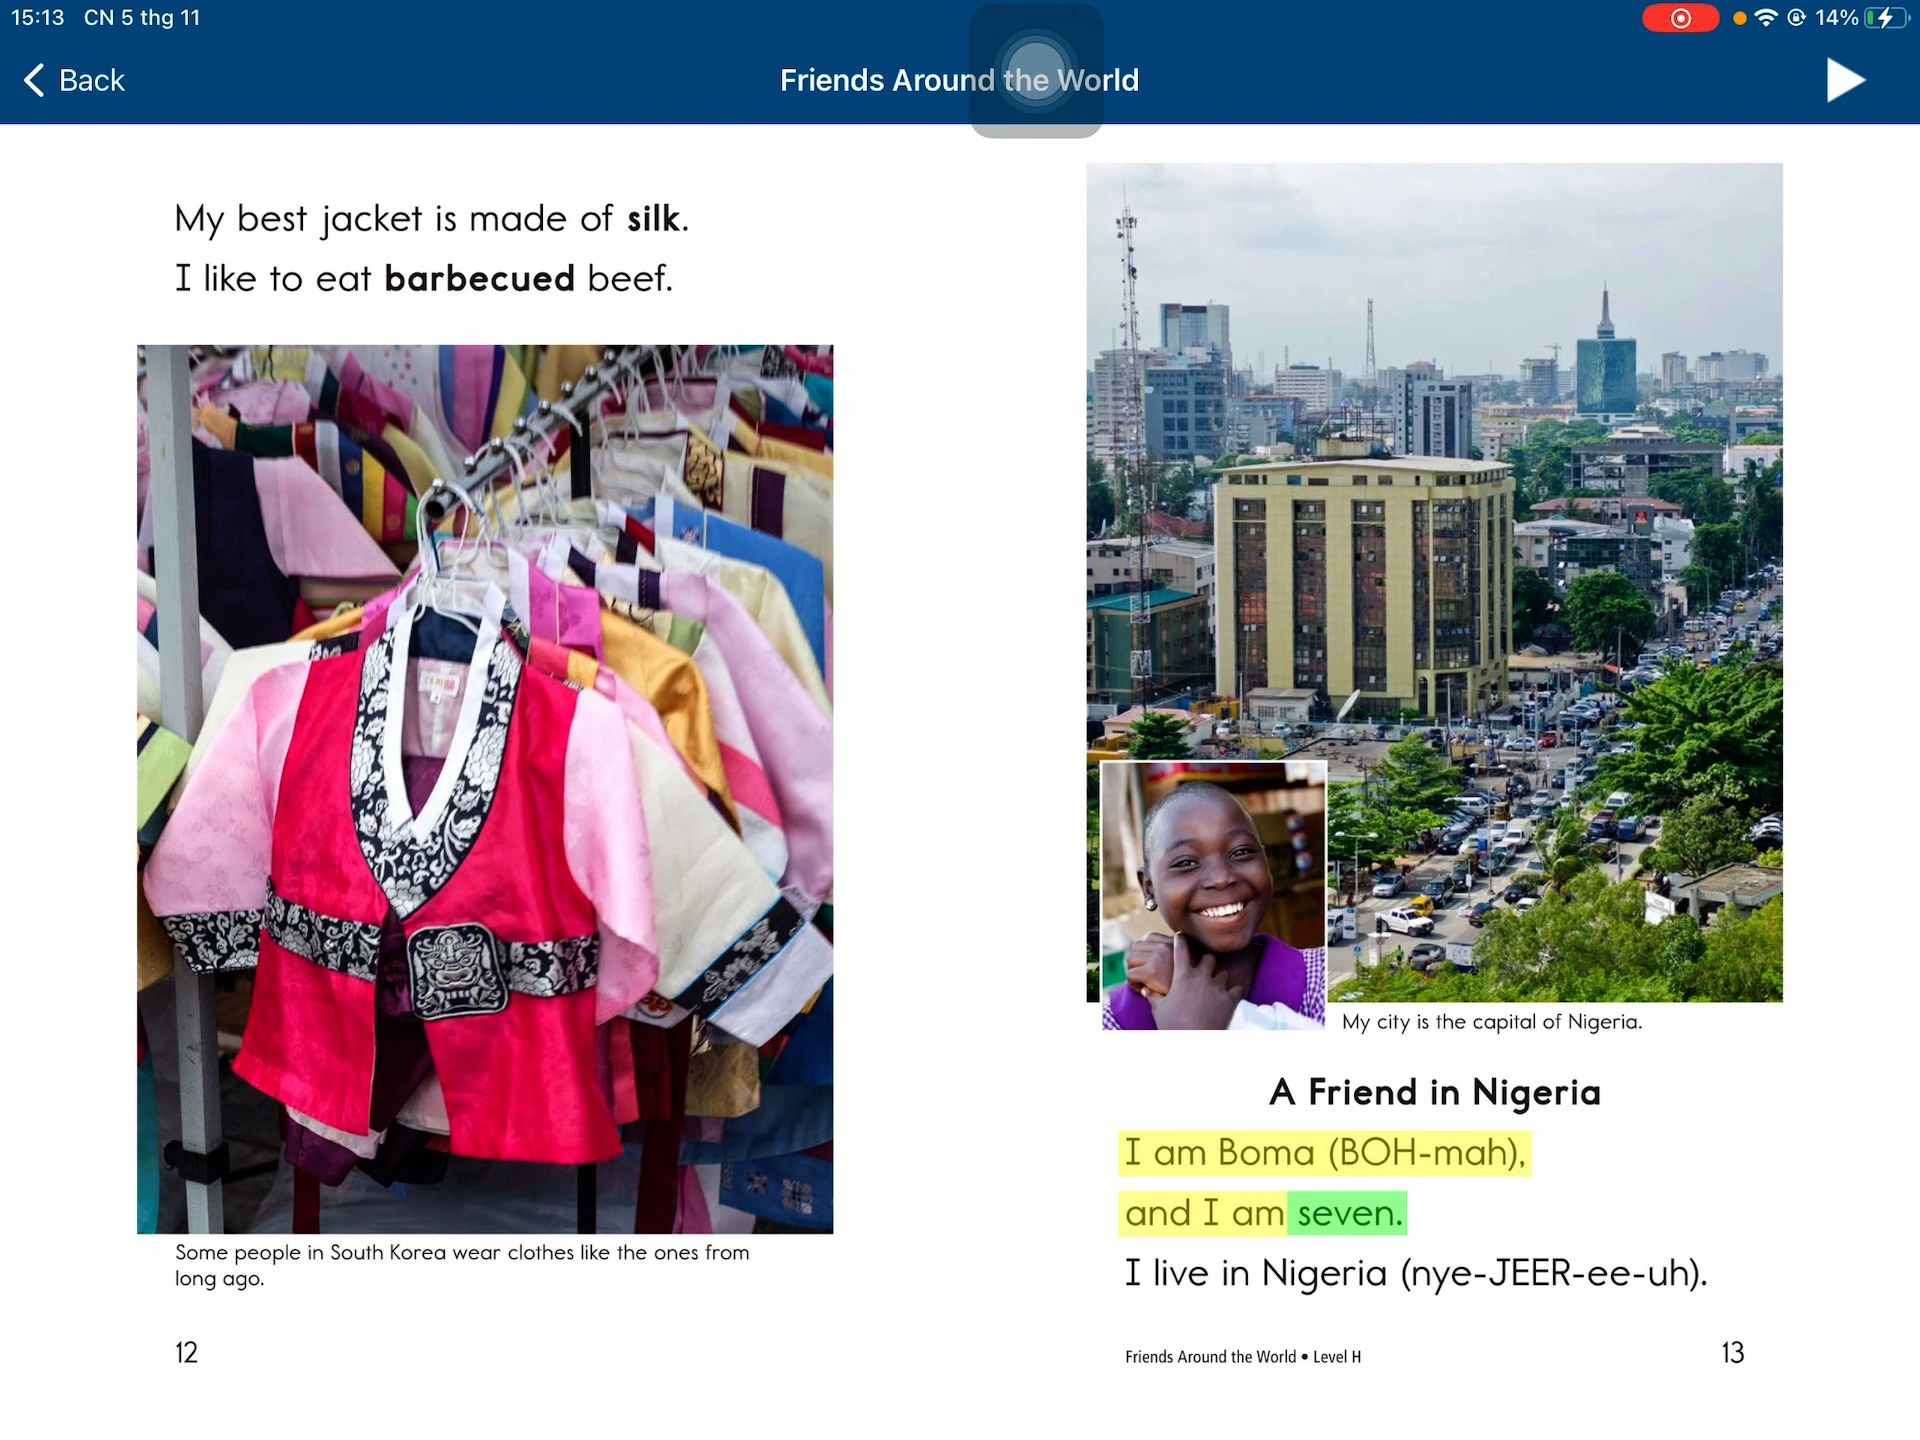 15:13 CN 5 thg 11
14%
Back
Friends Around the World
My best jacket is made of silk.
I like to eat barbecued beef.
Some people in South Korea wear clothes like the ones from
long ago.
12
My city is the capital of Nigeria.
A Friend in Nigeria
I am Boma (BOH-mah),
and I am seven.
I live in Nigeria (nye-JEER-ee-uh).
Friends Around the World • Level H
13